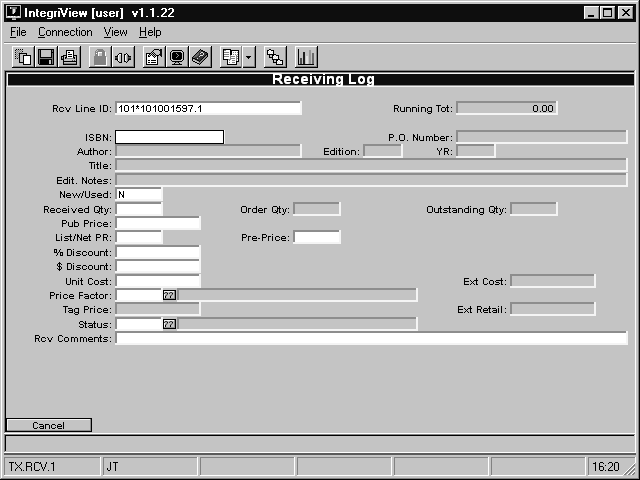 IntegriView [user] v1.1.22
File Connection View Help
Receiving Log
Rcv Line ID: 101*101001597.1 Running Tot: 0.00
ISBN: P.O. Number:
Author: Edition: YR:
Title:
Edit. Notes:
New/Used: N
Received Qty: Order Qty: Outstanding Qty:
Pub Price:
List/Net PR: Pre-Price:
% Discount:
$ Discount:
Unit Cost: Ext Cost:
Price Factor: ??
Tag Price: Ext Retail:
Status: ??
Rcv Comments:
Cancel
TX.RCV.1 JT 16:20